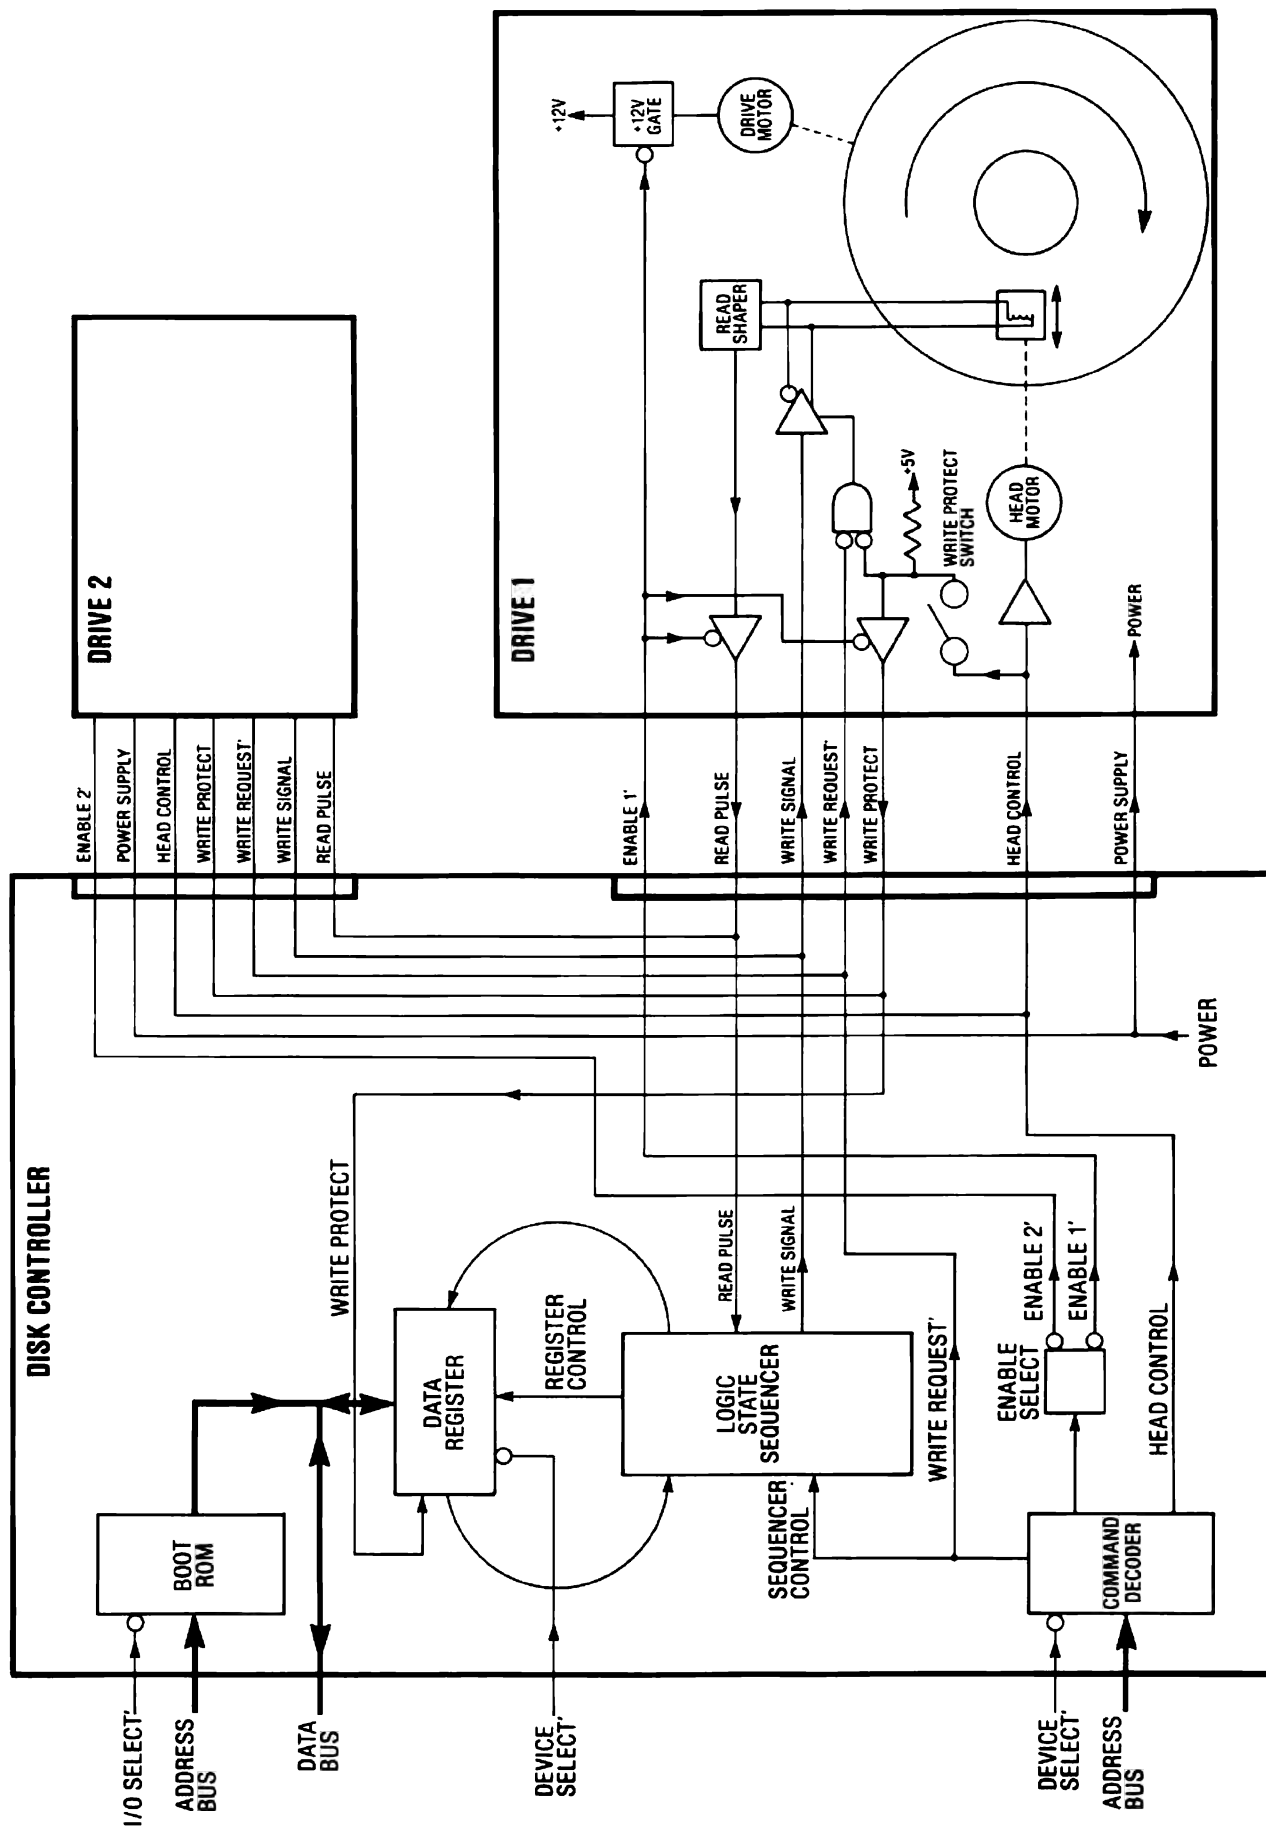 DISK CONTROLLER
I/O SELECT'
ADDRESS
BUS
DATA
BUS
DEVICE
SELECT'
DEVICE
SELECT'
ADDRESS
BUS
BOOT
ROM
DATA
REGISTER
WRITE PROTECT
REGISTER
CONTROL
LOGIC
STATE
SEQUENCER
SEQUENCER
CONTROL
READ PULSE
WRITE SIGNAL
WRITE REQUEST'
COMMAND
DECODER
ENABLE
SELECT
ENABLE 2'
ENABLE 1'
HEAD CONTROL
POWER
ENABLE 2'
POWER SUPPLY
HEAD CONTROL
WRITE PROTECT
WRITE REQUEST'
WRITE SIGNAL
READ PULSE
DRIVE 2
ENABLE 1'
READ PULSE
WRITE SIGNAL
WRITE REQUEST'
WRITE PROTECT
HEAD CONTROL
POWER SUPPLY
DRIVE 1
+12V
+12V
GATE
DRIVE
MOTOR
READ
SHAPER
+5V
WRITE PROTECT
SWITCH
HEAD
MOTOR
POWER